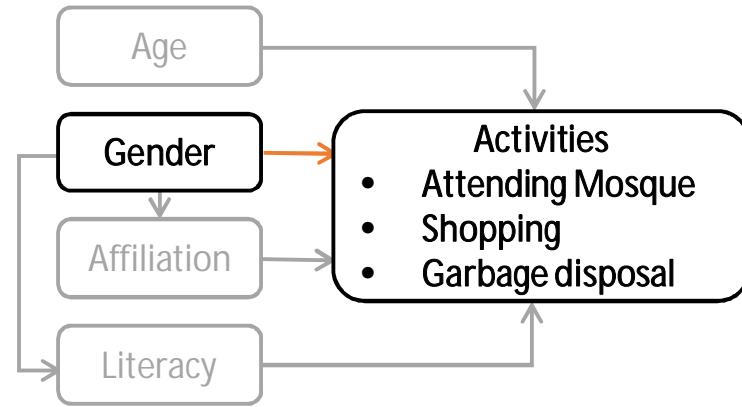 Age
Gender
Affiliation
Literacy
Activities
• Attending Mosque
• Shopping
• Garbage disposal